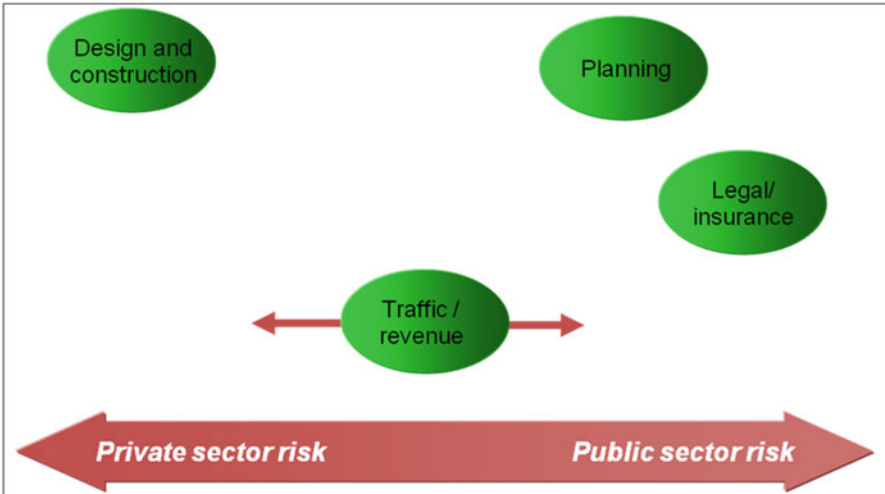 Design and
construction
Planning
Legal/
insurance
Traffic /
revenue
Private sector risk
Public sector risk